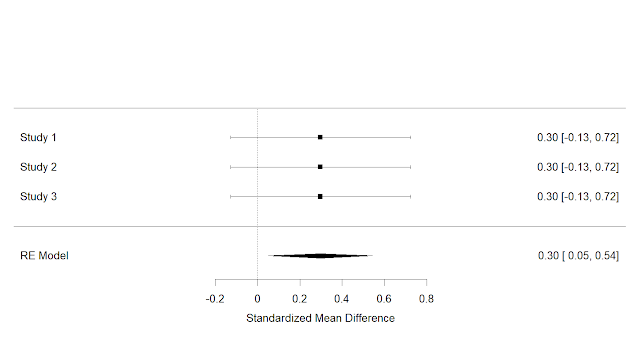 Study 1 0.30 [-0.13, 0.72]
Study 2 0.30 [-0.13, 0.72]
Study 3 0.30 [-0.13, 0.72]
RE Model 0.30 [ 0.05, 0.54]
-0.2 0 0.2 0.4 0.6 0.8
Standardized Mean Difference